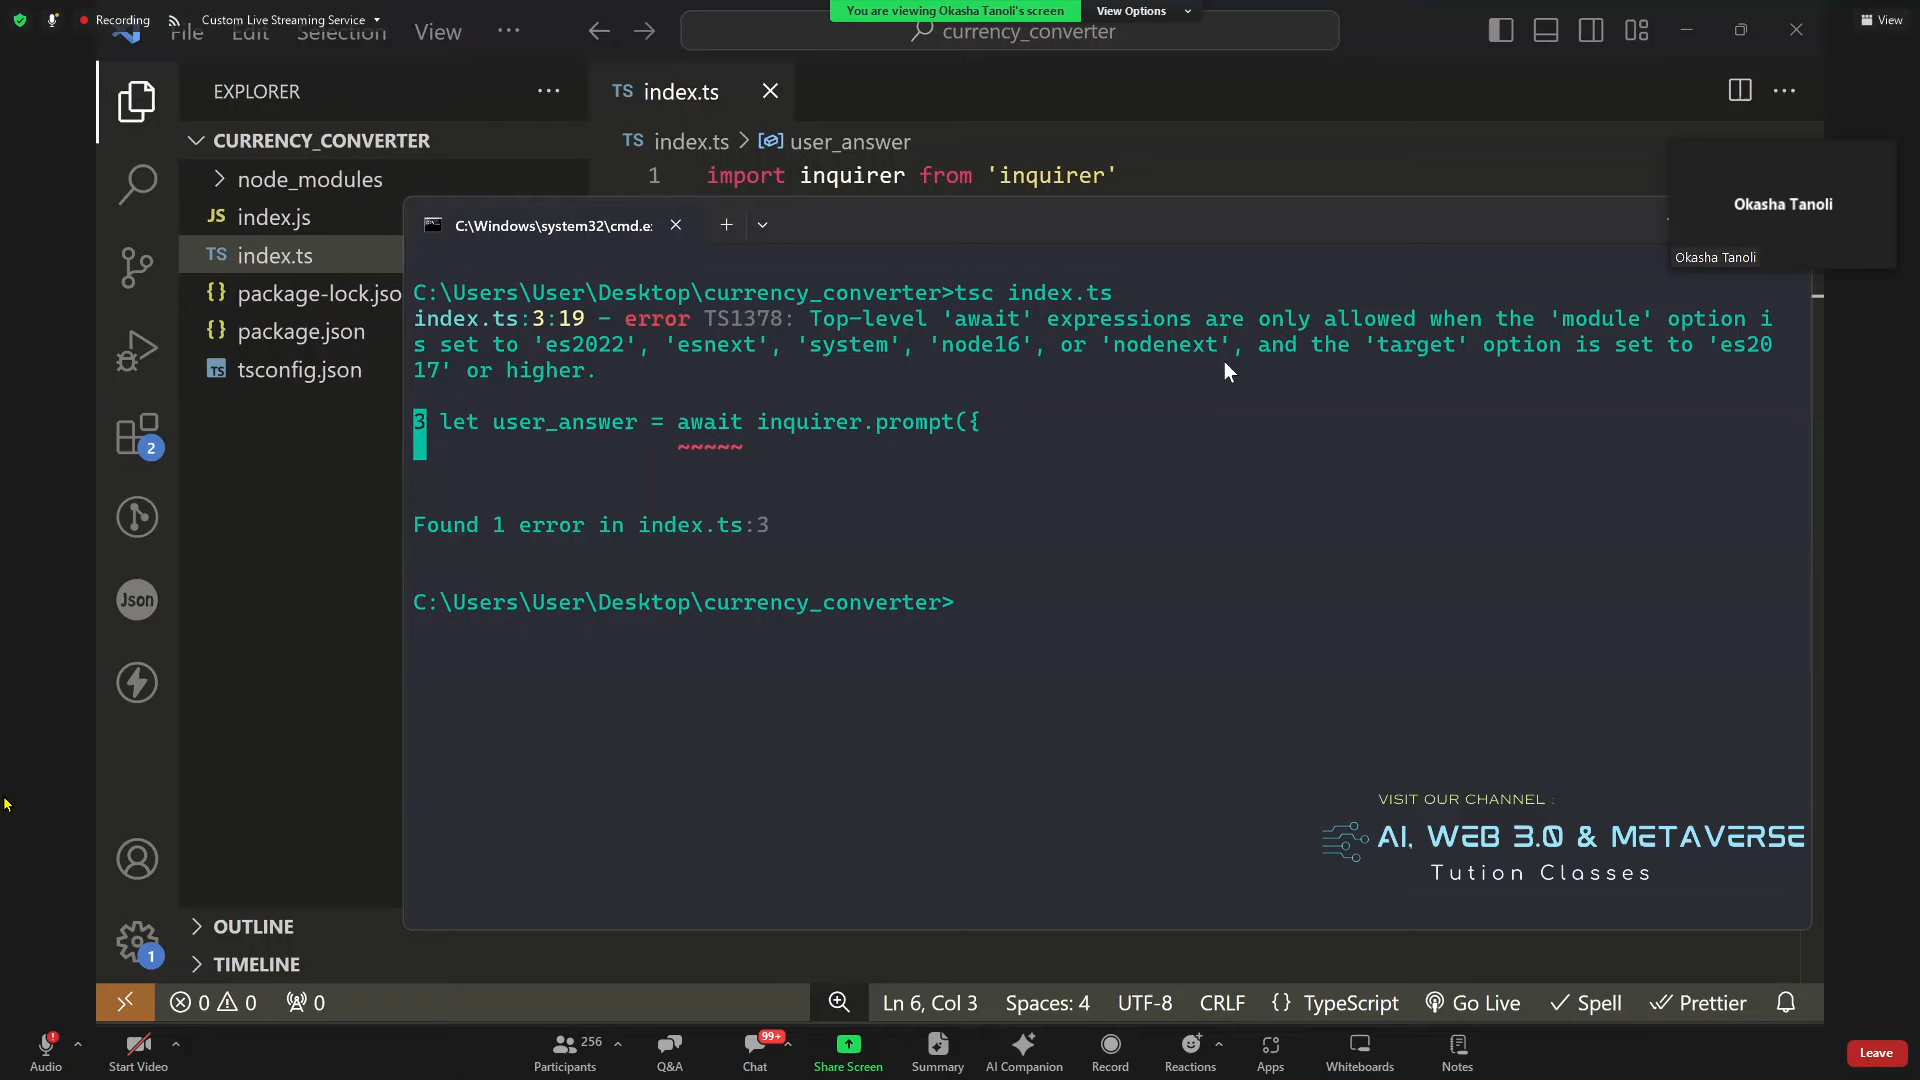 Recording
Custom Live Streaming Service
You are viewing Okasha Tanoli's screen
View Options
View
File Edit Selection View ···
currency_converter
EXPLORER
TS index.ts
CURRENCY_CONVERTER
TS index.ts > user_answer
node_modules
1 import inquirer from 'inquirer'
JS index.js
TS index.ts
{} package-lock.jso
{} package.json
TS tsconfig.json
Okasha Tanoli
Okasha Tanoli
C:\Windows\system32\cmd.e:
C:\Users\User\Desktop\currency_converter>tsc index.ts
index.ts:3:19 - error TS1378: Top-level 'await' expressions are only allowed when the 'module' option i
s set to 'es2022', 'esnext', 'system', 'node16', or 'nodenext', and the 'target' option is set to 'es20
17' or higher.
3 let user_answer = await inquirer.prompt({
~~~~~
Found 1 error in index.ts:3
C:\Users\User\Desktop\currency_converter>
2
Json
1
VISIT OUR CHANNEL :
AI, WEB 3.0 & METAVERSE
Tution Classes
OUTLINE
TIMELINE
0 0 0
Ln 6, Col 3 Spaces: 4 UTF-8 CRLF {} TypeScript Go Live Spell Prettier
Audio
Start Video
Participants 256
Q&A
Chat 99+
Share Screen
Summary
AI Companion
Record
Reactions
Apps
Whiteboards
Notes
Leave